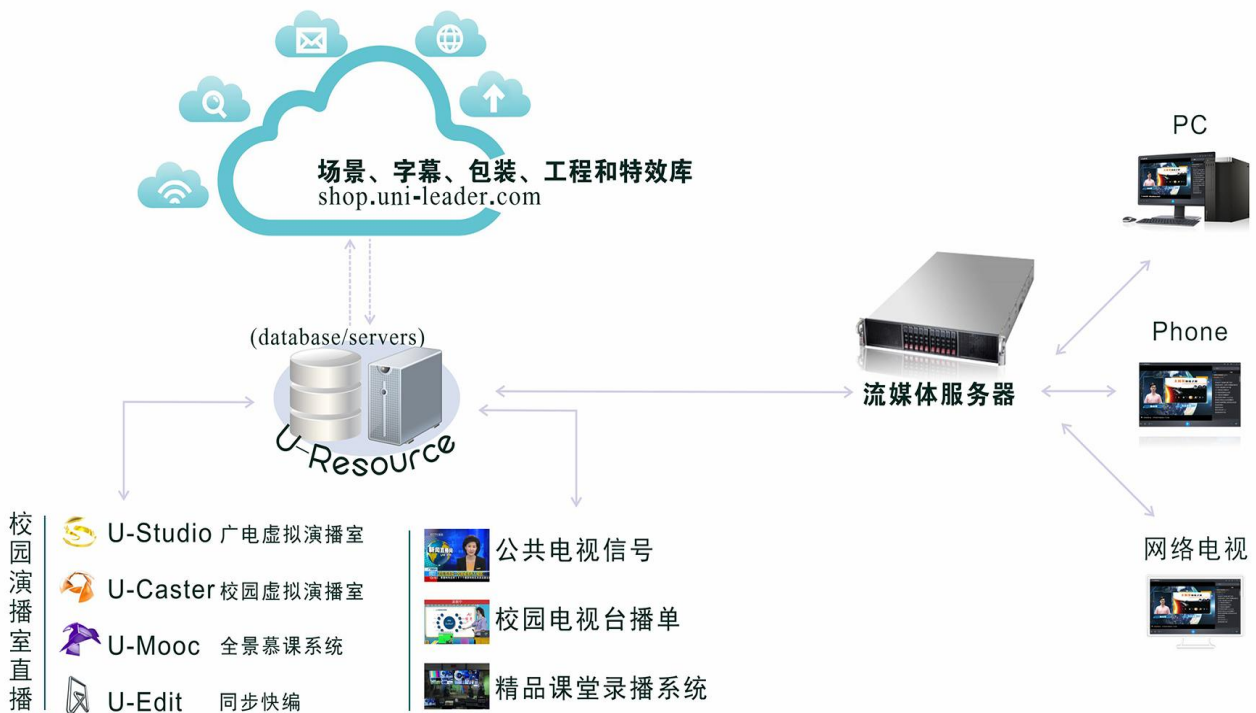 场景、字幕、包装、工程和特效库
shop.uni-leader.com
(database/servers)
U-Resource
流媒体服务器
PC
Phone
网络电视
校园演播室直播
U-Studio 广电虚拟演播室
U-Caster 校园虚拟演播室
U-Mooc 全景慕课系统
U-Edit 同步快编
公共电视信号
校园电视台播单
精品课堂录播系统